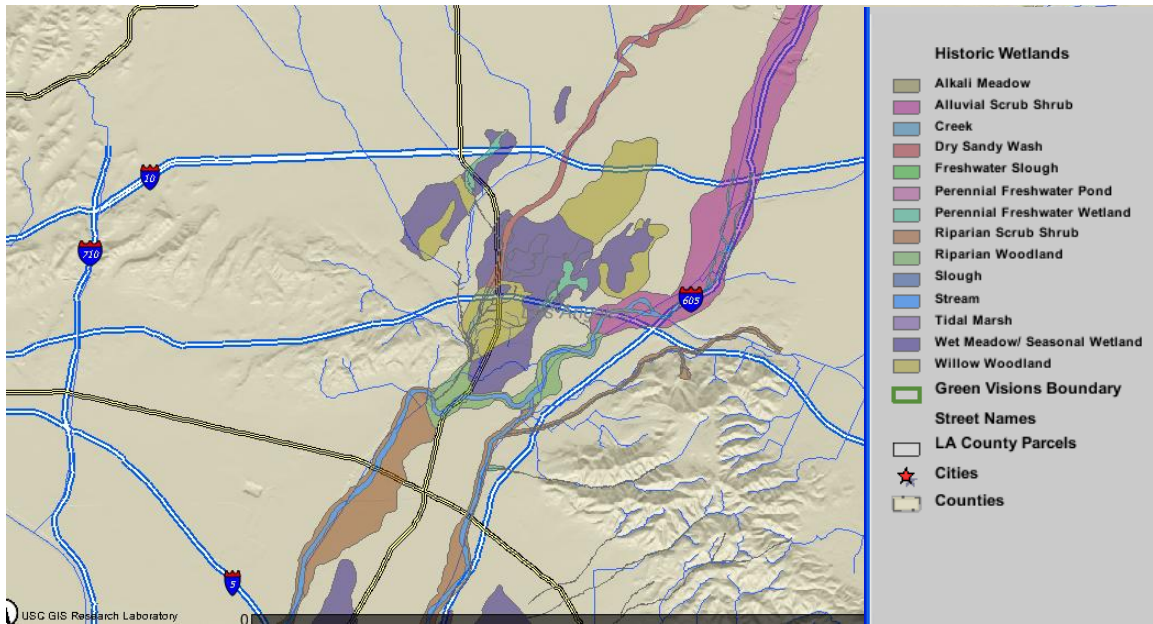 10
710
605
5
USC GIS Research Laboratory
0
Historic Wetlands
Alkali Meadow
Alluvial Scrub Shrub
Creek
Dry Sandy Wash
Freshwater Slough
Perennial Freshwater Pond
Perennial Freshwater Wetland
Riparian Scrub Shrub
Riparian Woodland
Slough
Stream
Tidal Marsh
Wet Meadow/ Seasonal Wetland
Willow Woodland
Green Visions Boundary
Street Names
LA County Parcels
Cities
Counties